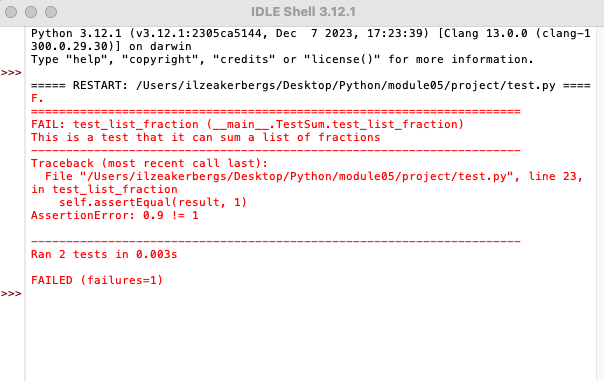 IDLE Shell 3.12.1
Python 3.12.1 (v3.12.1:2305ca5144, Dec  7 2023, 17:23:39) [Clang 13.0.0 (clang-1
300.0.29.30)] on darwin
Type "help", "copyright", "credits" or "license()" for more information.
>>>
===== RESTART: /Users/ilzeakerbergs/Desktop/Python/module05/project/test.py ====
F.
======================================================================
FAIL: test_list_fraction (__main__.TestSum.test_list_fraction)
This is a test that it can sum a list of fractions
----------------------------------------------------------------------
Traceback (most recent call last):
  File "/Users/ilzeakerbergs/Desktop/Python/module05/project/test.py", line 23,
in test_list_fraction
    self.assertEqual(result, 1)
AssertionError: 0.9 != 1

----------------------------------------------------------------------
Ran 2 tests in 0.003s

FAILED (failures=1)
>>>